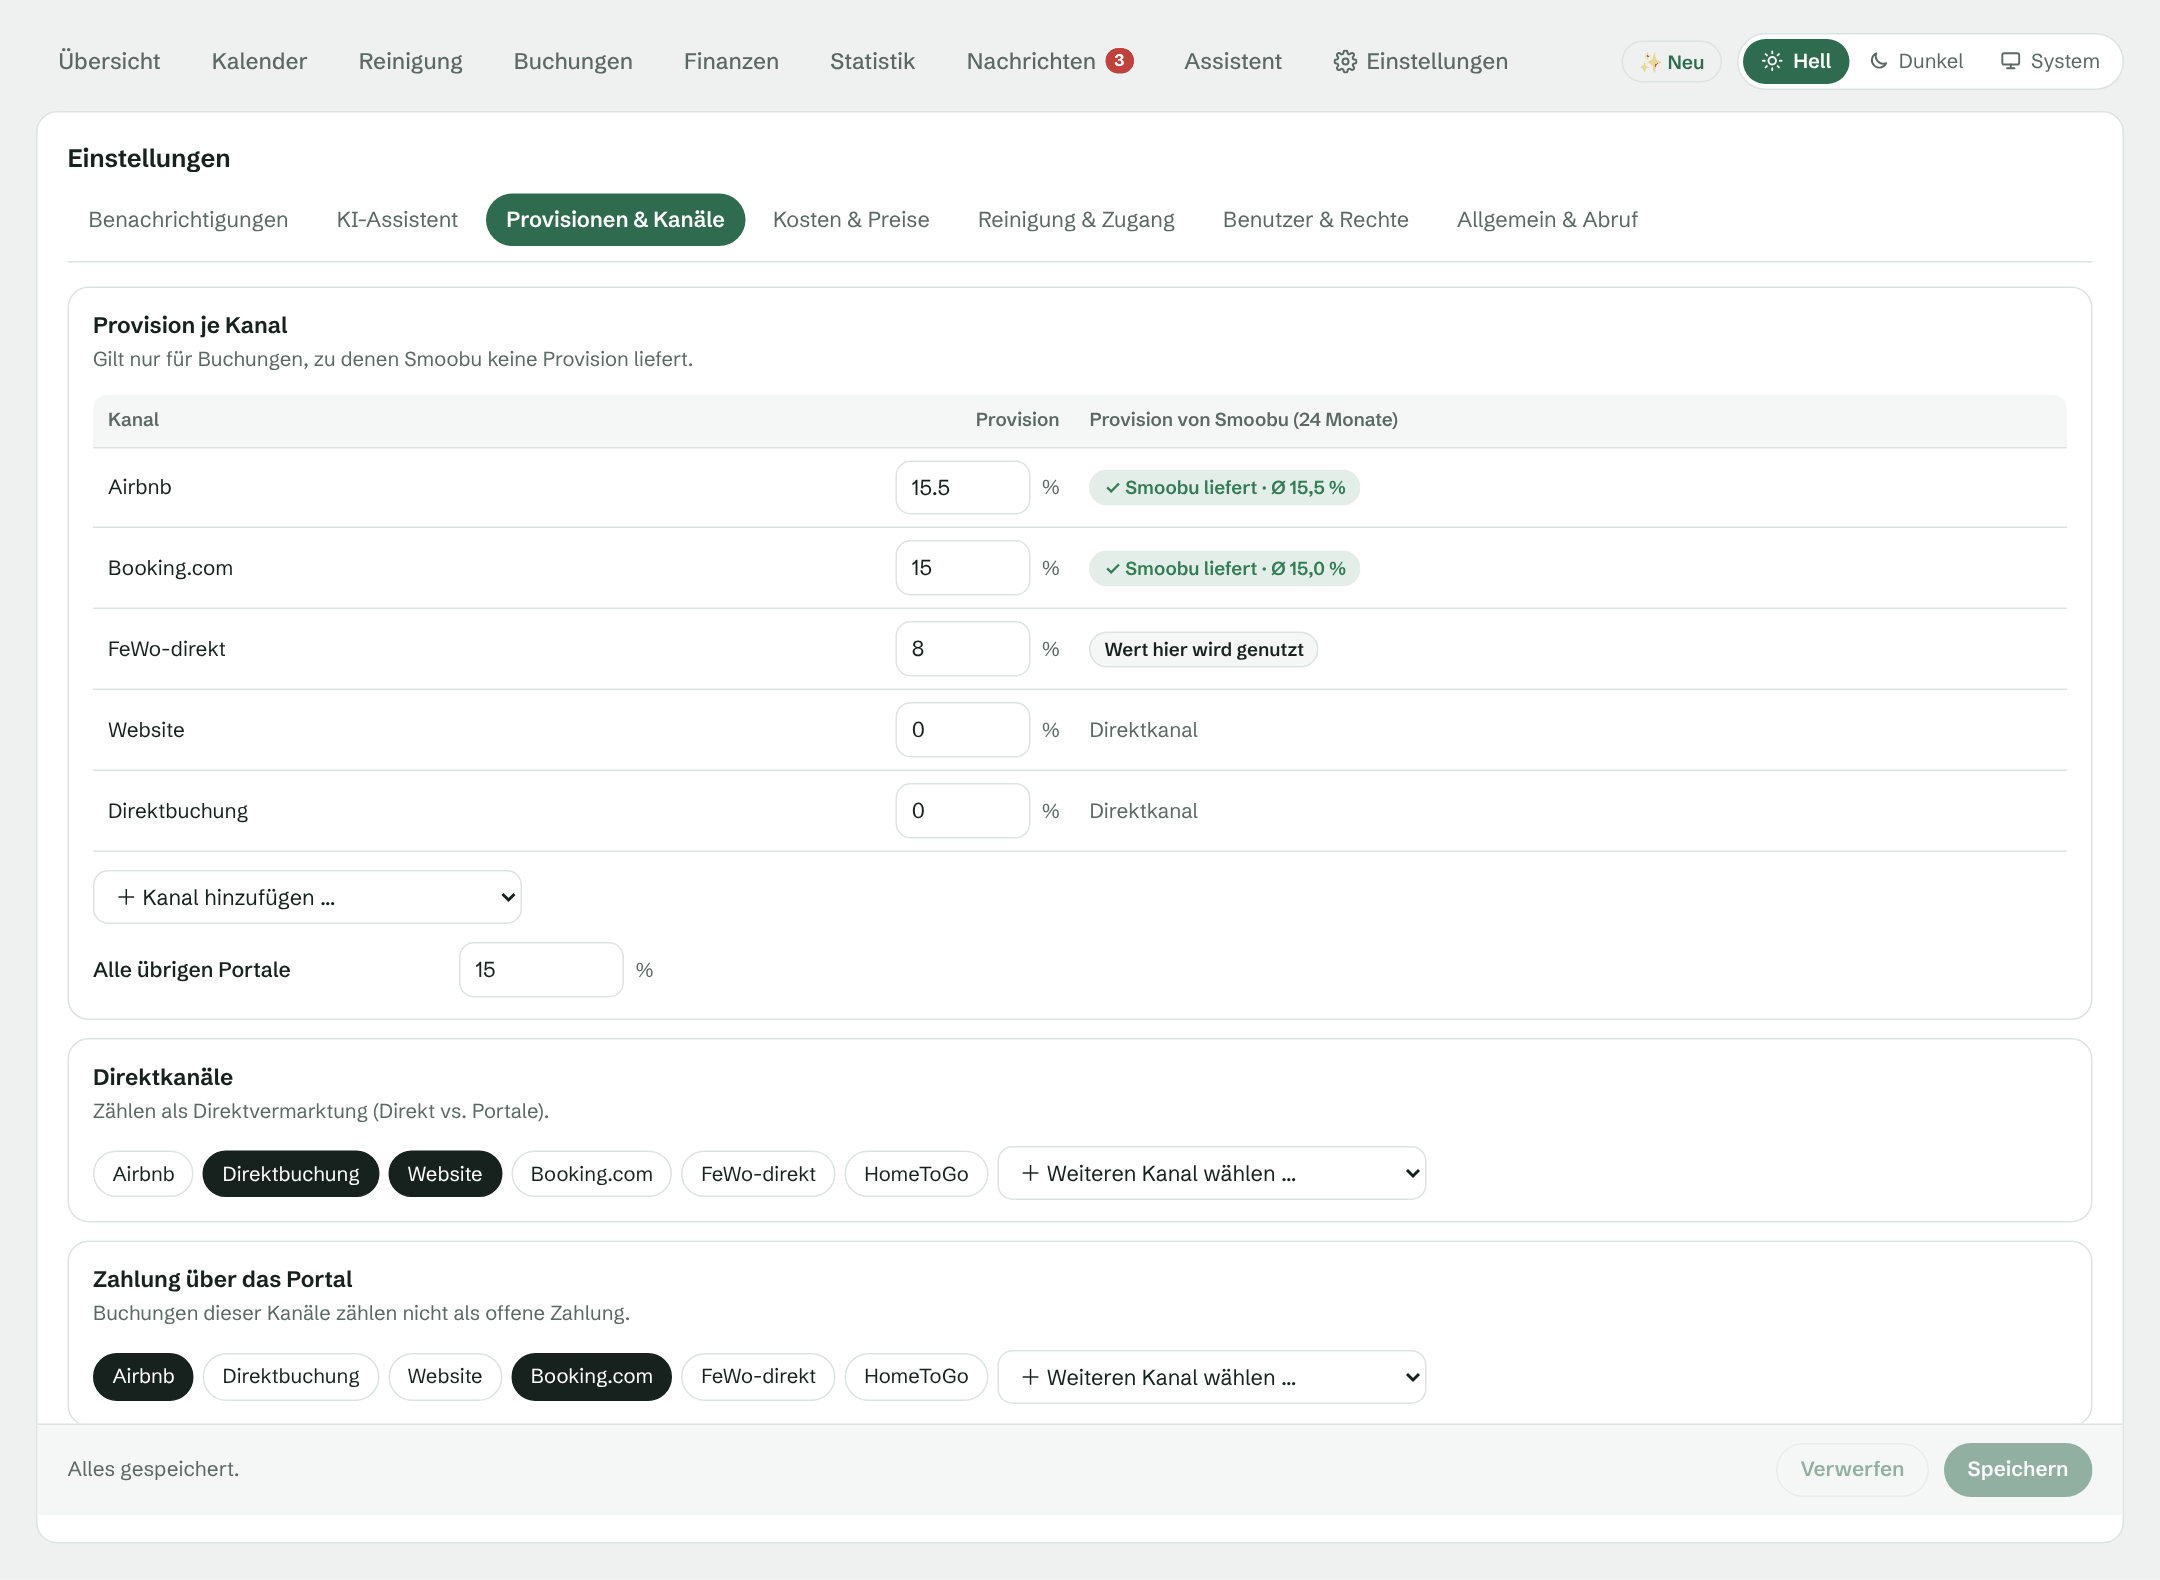 Übersicht Kalender Reinigung Buchungen Finanzen Statistik Nachrichten 3 Assistent Einstellungen ✨ Neu Hell Dunkel System
Einstellungen
Benachrichtigungen KI-Assistent Provisionen & Kanäle Kosten & Preise Reinigung & Zugang Benutzer & Rechte Allgemein & Abruf
Provision je Kanal
Gilt nur für Buchungen, zu denen Smoobu keine Provision liefert.
Kanal Provision Provision von Smoobu (24 Monate)
Airbnb 15.5 % ✓ Smoobu liefert · Ø 15,5 %
Booking.com 15 % ✓ Smoobu liefert · Ø 15,0 %
FeWo-direkt 8 % Wert hier wird genutzt
Website 0 % Direktkanal
Direktbuchung 0 % Direktkanal
+ Kanal hinzufügen ...
Alle übrigen Portale 15 %
Direktkanäle
Zählen als Direktvermarktung (Direkt vs. Portale).
Airbnb Direktbuchung Website Booking.com FeWo-direkt HomeToGo + Weiteren Kanal wählen ...
Zahlung über das Portal
Buchungen dieser Kanäle zählen nicht als offene Zahlung.
Airbnb Direktbuchung Website Booking.com FeWo-direkt HomeToGo + Weiteren Kanal wählen ...
Alles gespeichert. Verwerfen Speichern